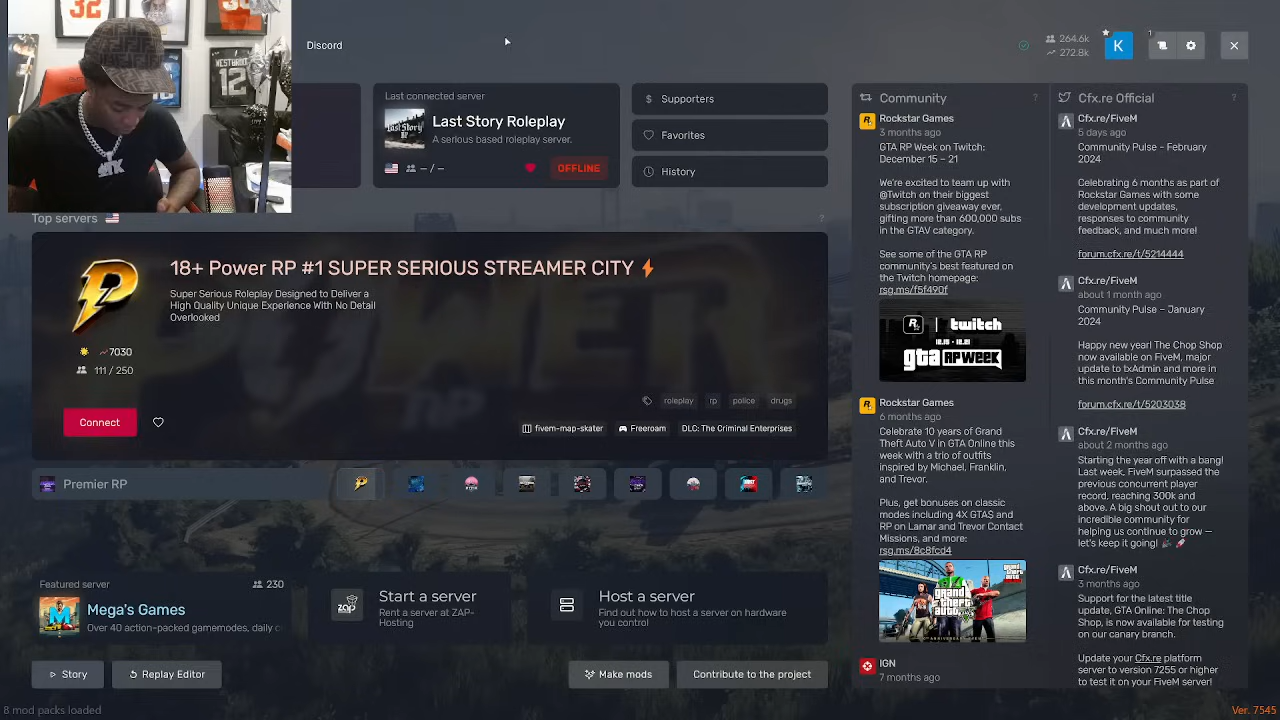 32
WESTBROOK
12
Discord
264.6k
272.8k
K
1
Last connected server
Last Story Roleplay
A serious based roleplay server.
– / –
OFFLINE
$ Supporters
Favorites
History
Top servers
?
18+ Power RP #1 SUPER SERIOUS STREAMER CITY
Super Serious Roleplay Designed to Deliver a
High Quality Unique Experience With No Detail
Overlooked
7030
111 / 250
Connect
roleplay
rp
police
drugs
fivem-map-skater
Freeroam
DLC: The Criminal Enterprises
POWER
RP
Premier RP
Featured server
230
Mega's Games
Over 40 action-packed gamemodes, daily c
ZAP
Start a server
Rent a server at ZAP-
Hosting
Host a server
Find out how to host a server on hardware
you control
Story
Replay Editor
Make mods
Contribute to the project
8 mod packs loaded
Community
?
Rockstar Games
3 months ago
GTA RP Week on Twitch:
December 15 – 21
We're excited to team up with
@Twitch on their biggest
subscription giveaway ever,
gifting more than 600,000 subs
in the GTAV category.
See some of the GTA RP
community's best featured on
the Twitch homepage:
rsg.ms/f5f490f
twitch
12.15 - 12.21
gta RP WEEK
Rockstar Games
6 months ago
Celebrate 10 years of Grand
Theft Auto V in GTA Online this
week with a trio of outfits
inspired by Michael, Franklin,
and Trevor.
Plus, get bonuses on classic
modes including 4X GTA$ and
RP on Lamar and Trevor Contact
Missions, and more:
rsg.ms/8c8fcd4
grand
theft
auto
IGN
7 months ago
Cfx.re Official
?
Cfx.re/FiveM
5 days ago
Community Pulse - February
2024
Celebrating 6 months as part of
Rockstar Games with some
development updates,
responses to community
feedback, and much more!
forum.cfx.re/t/5214444
Cfx.re/FiveM
about 1 month ago
Community Pulse – January
2024
Happy new year! The Chop Shop
now available on FiveM, major
update to txAdmin and more in
this month's Community Pulse
forum.cfx.re/t/5203038
Cfx.re/FiveM
about 2 months ago
Starting the year off with a bang!
Last week, FiveM surpassed the
previous concurrent player
record, reaching 300k and
above. A big shout out to our
incredible community for
helping us continue to grow —
let's keep it going!
Cfx.re/FiveM
3 months ago
Support for the latest title
update, GTA Online: The Chop
Shop, is now available for testing
on our canary branch.
Update your Cfx.re platform
server to version 7255 or higher
to test it on your FiveM server!
Ver. 7545